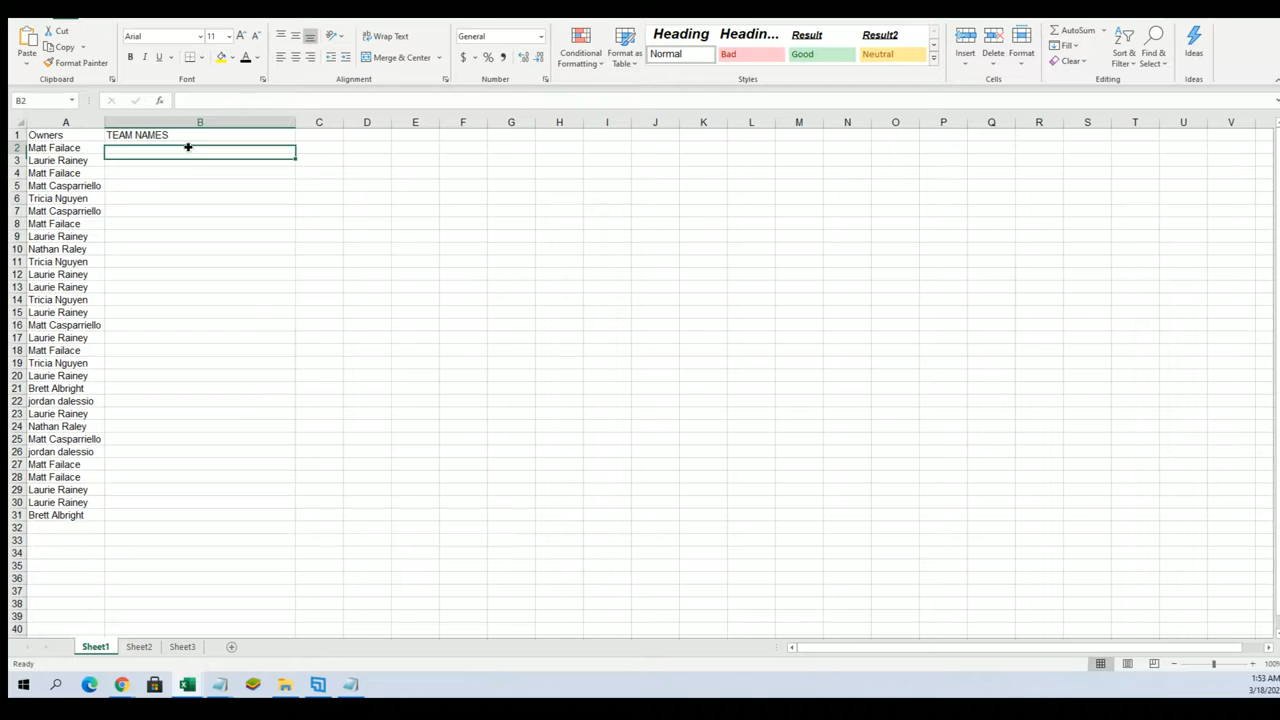 Cut
Copy
Format Painter
Paste
Clipboard
Arial
11
A A
B I U
A
Font
Wrap Text
Merge & Center
Alignment
General
$ % 9
Number
Conditional Formatting
Format as Table
Heading
Headin...
Result
Result2
Normal
Bad
Good
Neutral
Styles
Insert
Delete
Format
Cells
AutoSum
Fill
Clear
Sort & Filter
Find & Select
Editing
Ideas
Ideas
B2
fx
A B C D E F G H I J K L M N O P Q R S T U V
1 Owners TEAM NAMES
2 Matt Failace
3 Laurie Rainey
4 Matt Failace
5 Matt Casparriello
6 Tricia Nguyen
7 Matt Casparriello
8 Matt Failace
9 Laurie Rainey
10 Nathan Raley
11 Tricia Nguyen
12 Laurie Rainey
13 Laurie Rainey
14 Tricia Nguyen
15 Laurie Rainey
16 Matt Casparriello
17 Laurie Rainey
18 Matt Failace
19 Tricia Nguyen
20 Laurie Rainey
21 Brett Albright
22 jordan dalessio
23 Laurie Rainey
24 Nathan Raley
25 Matt Casparriello
26 jordan dalessio
27 Matt Failace
28 Matt Failace
29 Laurie Rainey
30 Laurie Rainey
31 Brett Albright
32
33
34
35
36
37
38
39
40
Sheet1 Sheet2 Sheet3
Ready
100%
1:53 AM
3/18/202